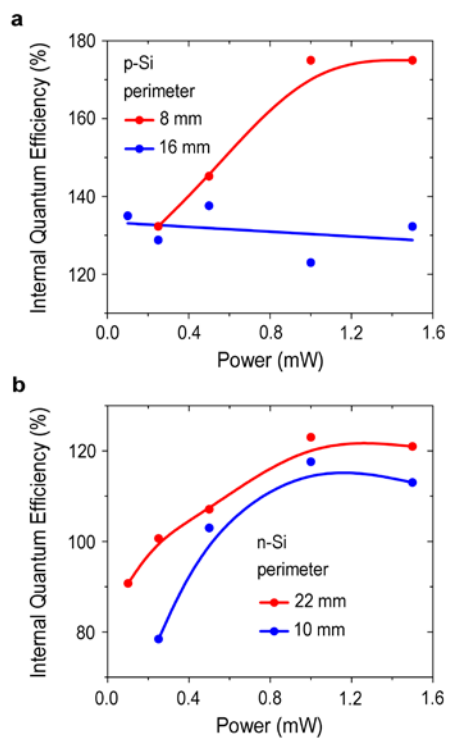 a
p-Si
perimeter
8 mm
16 mm
Internal Quantum Efficiency (%)
180
160
140
120
0.0 0.4 0.8 1.2 1.6
Power (mW)
b
Internal Quantum Efficiency (%)
120
100
80
n-Si
perimeter
22 mm
10 mm
0.0 0.4 0.8 1.2 1.6
Power (mW)